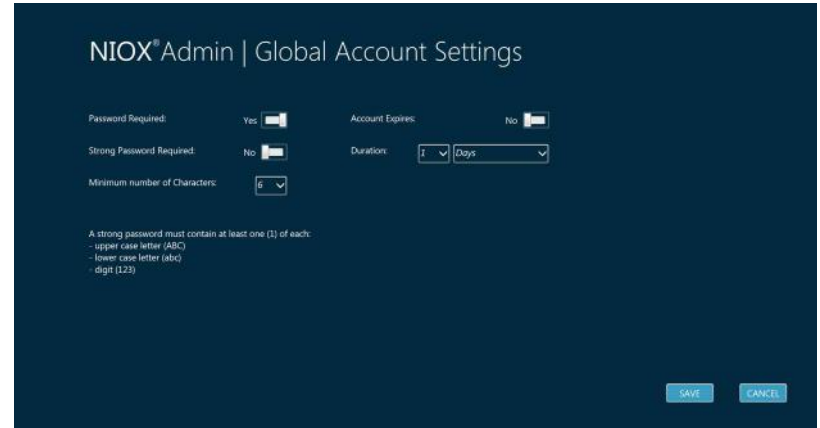 NIOX® Admin | Global Account Settings
Password Required: Yes
Account Expires: No
Strong Password Required: No
Duration: 1 Days
Minimum number of Characters: 6
A strong password must contain at least one (1) of each:
- upper case letter (ABC)
- lower case letter (abc)
- digit (123)
SAVE
CANCEL